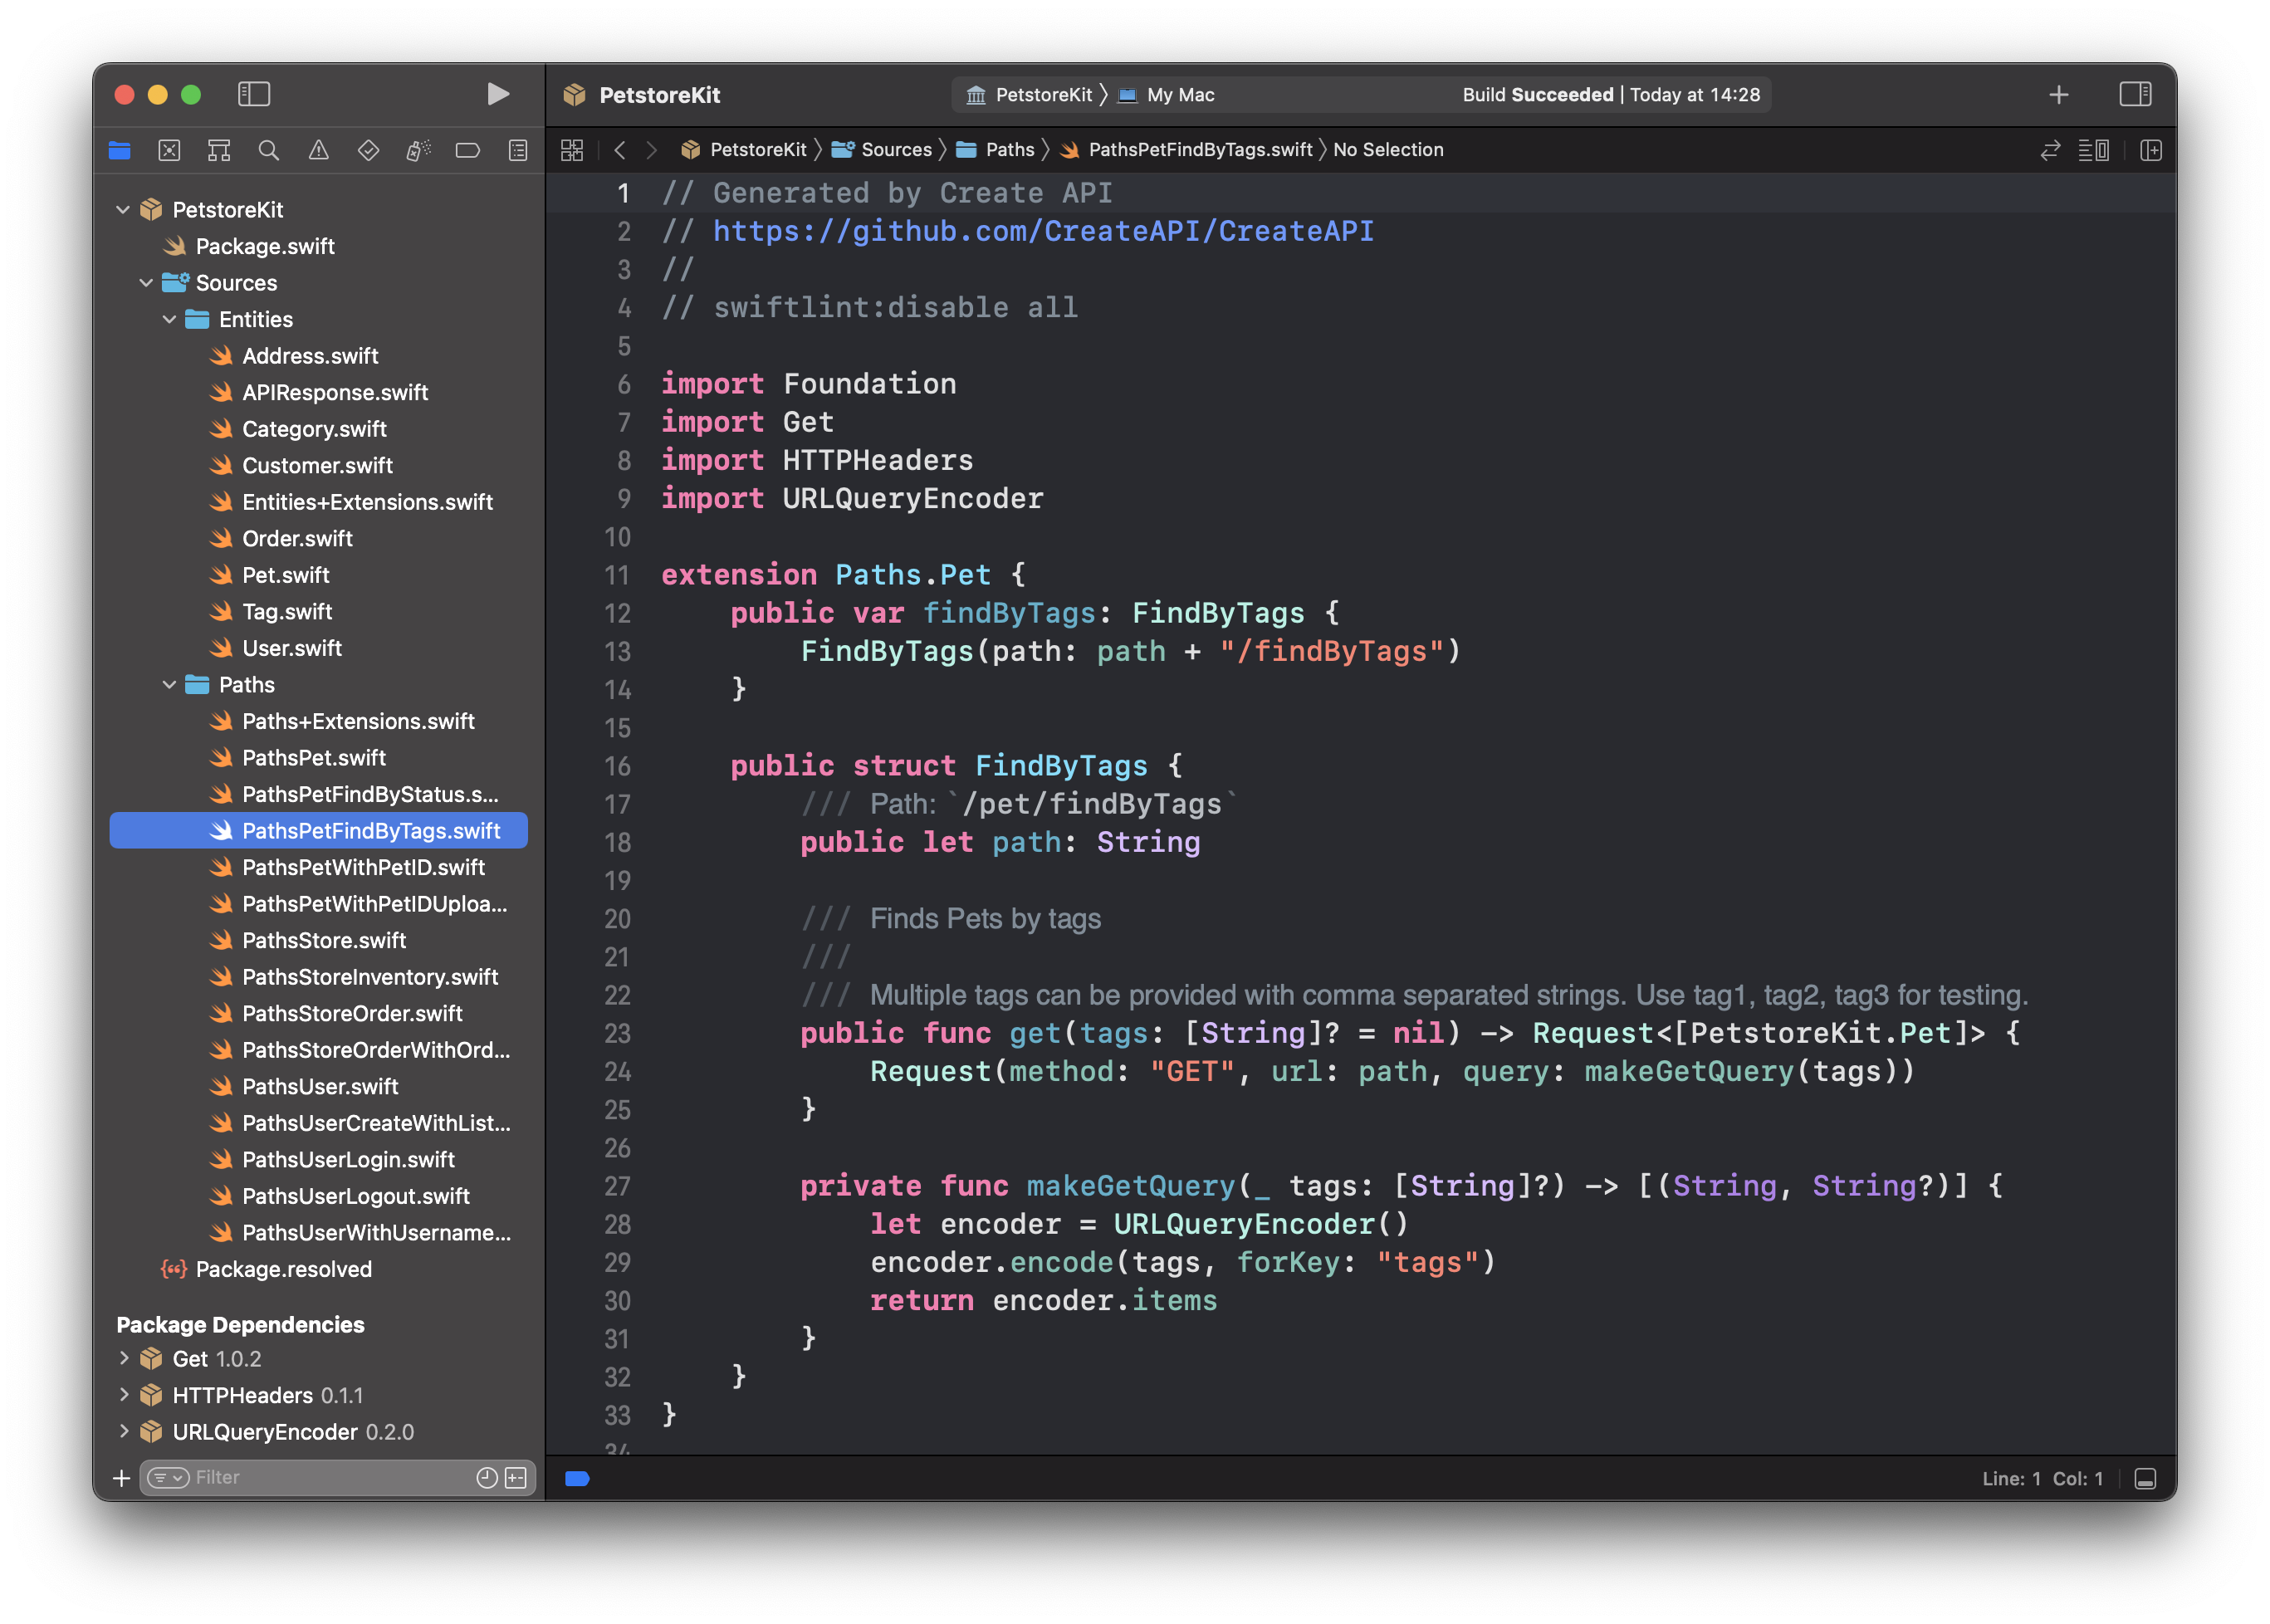 PetstoreKit
PetstoreKit 〉 My Mac
Build Succeeded | Today at 14:28
PetstoreKit 〉 Sources 〉 Paths 〉 PathsPetFindByTags.swift 〉 No Selection
PetstoreKit
Package.swift
Sources
Entities
Address.swift
APIResponse.swift
Category.swift
Customer.swift
Entities+Extensions.swift
Order.swift
Pet.swift
Tag.swift
User.swift
Paths
Paths+Extensions.swift
PathsPet.swift
PathsPetFindByStatus.s...
PathsPetFindByTags.swift
PathsPetWithPetID.swift
PathsPetWithPetIDUploa...
PathsStore.swift
PathsStoreInventory.swift
PathsStoreOrder.swift
PathsStoreOrderWithOrd...
PathsUser.swift
PathsUserCreateWithList...
PathsUserLogin.swift
PathsUserLogout.swift
PathsUserWithUsername...
Package.resolved
Package Dependencies
Get 1.0.2
HTTPHeaders 0.1.1
URLQueryEncoder 0.2.0
Filter
1 // Generated by Create API
2 // https://github.com/CreateAPI/CreateAPI
3 //
4 // swiftlint:disable all
5
6 import Foundation
7 import Get
8 import HTTPHeaders
9 import URLQueryEncoder
10
11 extension Paths.Pet {
12     public var findByTags: FindByTags {
13         FindByTags(path: path + "/findByTags")
14     }
15
16     public struct FindByTags {
17         /// Path: `/pet/findByTags`
18         public let path: String
19
20         /// Finds Pets by tags
21         ///
22         /// Multiple tags can be provided with comma separated strings. Use tag1, tag2, tag3 for testing.
23         public func get(tags: [String]? = nil) -> Request<[PetstoreKit.Pet]> {
24             Request(method: "GET", url: path, query: makeGetQuery(tags))
25         }
26
27         private func makeGetQuery(_ tags: [String]?) -> [(String, String?)] {
28             let encoder = URLQueryEncoder()
29             encoder.encode(tags, forKey: "tags")
30             return encoder.items
31         }
32     }
33 }
34
Line: 1 Col: 1